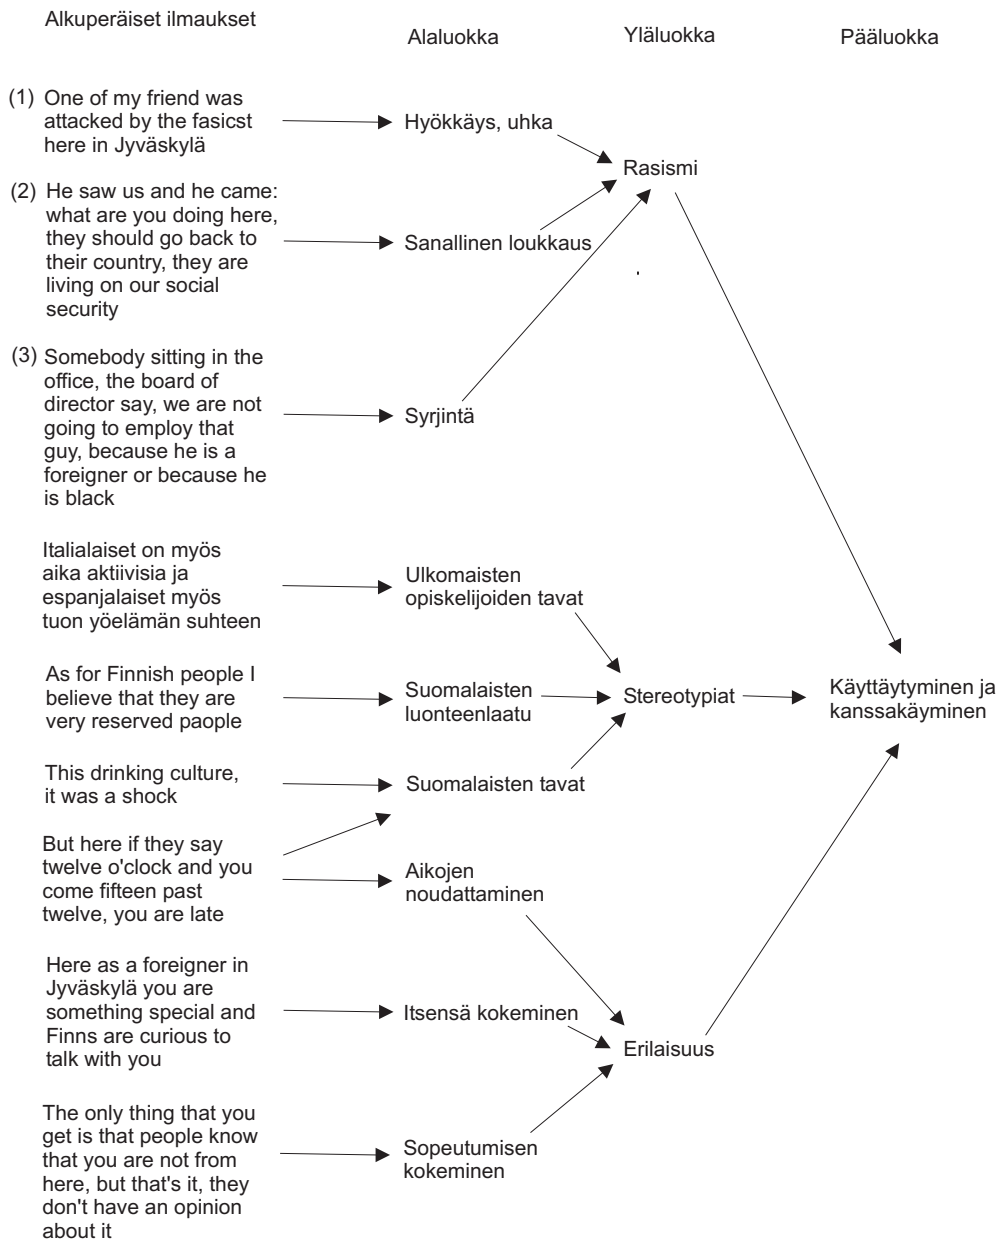 Alkuperäiset ilmaukset
Alaluokka
Yläluokka
Pääluokka
(1) One of my friend was
attacked by the fasicst
here in Jyväskylä
Hyökkäys, uhka
Rasismi
(2) He saw us and he came:
what are you doing here,
they should go back to
their country, they are
living on our social
security
Sanallinen loukkaus
(3) Somebody sitting in the
office, the board of
director say, we are not
going to employ that
guy, because he is a
foreigner or because he
is black
Syrjintä
Italialaiset on myös
aika aktiivisia ja
espanjalaiset myös
tuon yöelämän suhteen
Ulkomaisten
opiskelijoiden tavat
As for Finnish people I
believe that they are
very reserved paople
Suomalaisten
luonteenlaatu
Stereotypiat
Käyttäytyminen ja
kanssakäyminen
This drinking culture,
it was a shock
Suomalaisten tavat
But here if they say
twelve o'clock and you
come fifteen past
twelve, you are late
Aikojen
noudattaminen
Here as a foreigner in
Jyväskylä you are
something special and
Finns are curious to
talk with you
Itsensä kokeminen
Erilaisuus
The only thing that you
get is that people know
that you are not from
here, but that's it, they
don't have an opinion
about it
Sopeutumisen
kokeminen